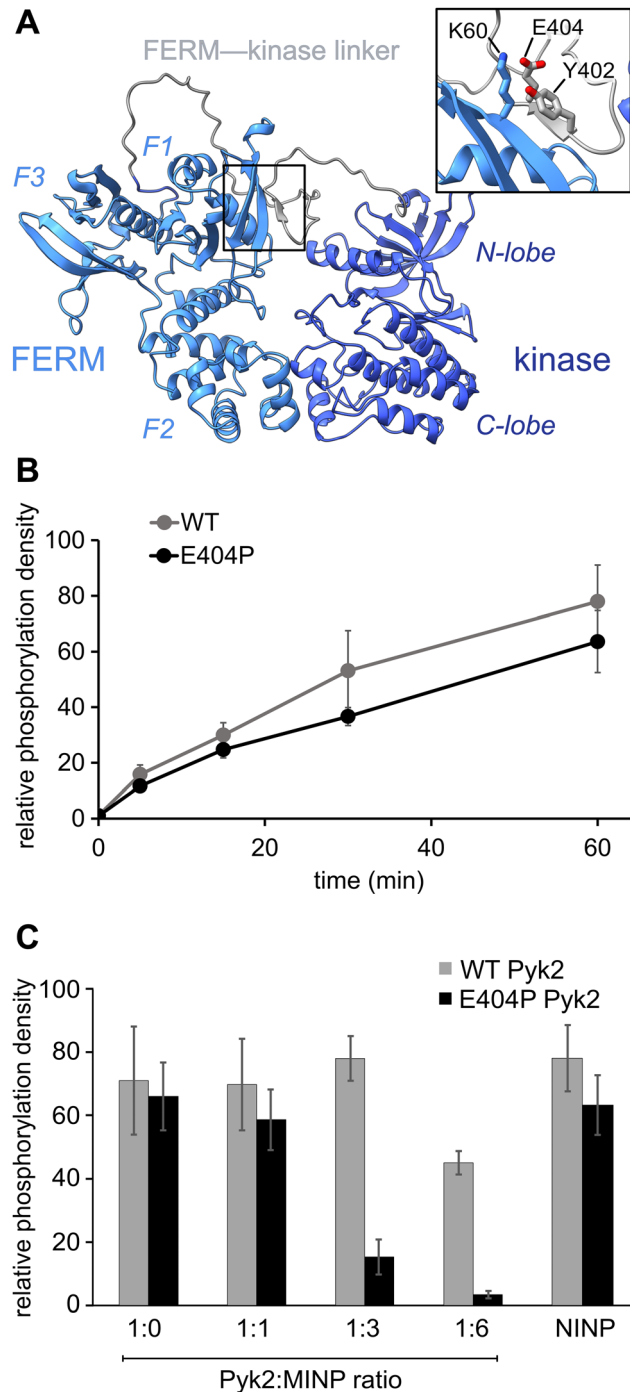 A
FERM—kinase linker
K60
E404
Y402
F1
F3
N-lobe
FERM
kinase
F2
C-lobe
B
WT
E404P
100
80
60
40
20
0
relative phosphorylation density
0
20
40
60
time (min)
C
WT Pyk2
E404P Pyk2
100
80
60
40
20
0
relative phosphorylation density
1:0
1:1
1:3
1:6
NINP
Pyk2:MINP ratio